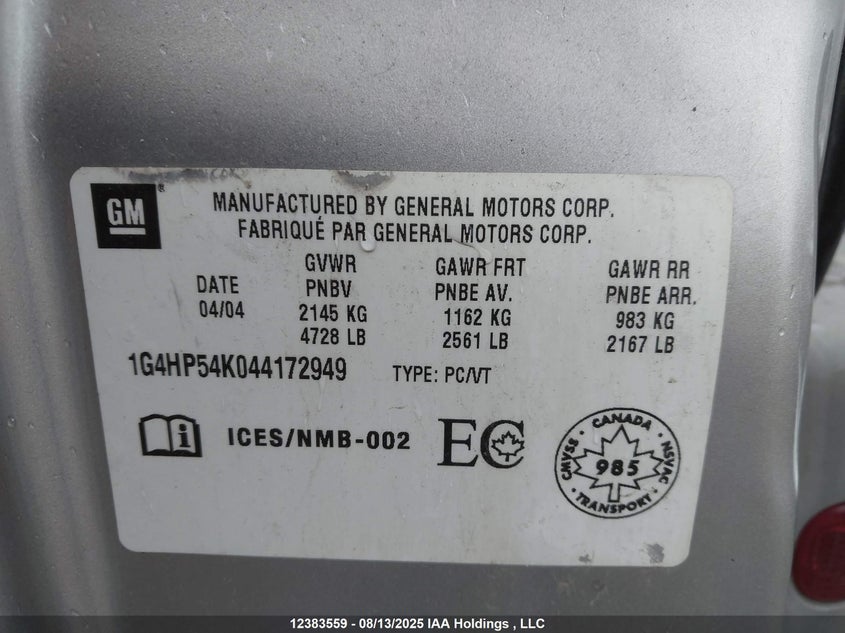 GM
MANUFACTURED BY GENERAL MOTORS CORP.
FABRIQUÉ PAR GENERAL MOTORS CORP.
GVWR GAWR FRT GAWR RR
DATE PNBV PNBE AV. PNBE ARR.
04/04 2145 KG 1162 KG 983 KG
4728 LB 2561 LB 2167 LB
1G4HP54K044172949 TYPE: PC/VT
i ICES/NMB-002 EC
CANADA
CMVSS 985 NSVAC
TRANSPORT
12383559 - 08/13/2025 IAA Holdings , LLC